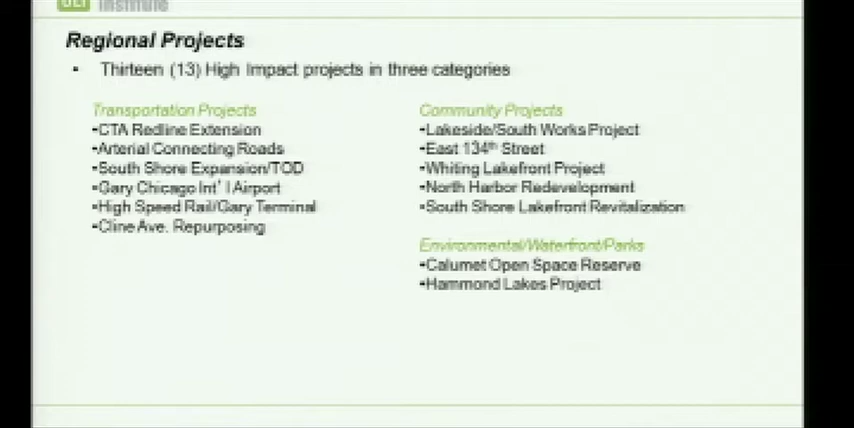 ULI Institute
Regional Projects
• Thirteen (13) High Impact projects in three categories
Transportation Projects
•CTA Redline Extension
•Arterial Connecting Roads
•South Shore Expansion/TOD
•Gary Chicago Int'l Airport
•High Speed Rail/Gary Terminal
•Cline Ave. Repurposing
Community Projects
•Lakeside/South Works Project
•East 134th Street
•Whiting Lakefront Project
•North Harbor Redevelopment
•South Shore Lakefront Revitalization
Environmental/Waterfront/Parks
•Calumet Open Space Reserve
•Hammond Lakes Project